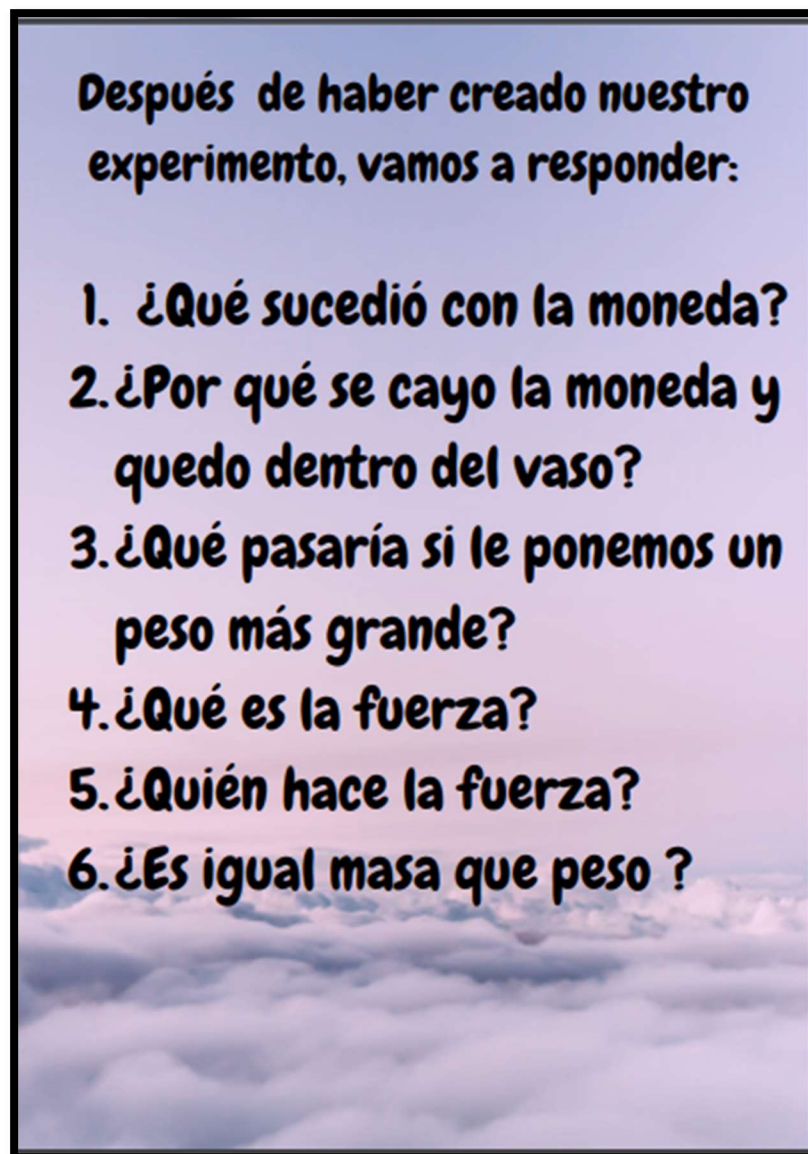 Después de haber creado nuestro
experimento, vamos a responder:
1. ¿Qué sucedió con la moneda?
2. ¿Por qué se cayo la moneda y
quedo dentro del vaso?
3. ¿Qué pasaría si le ponemos un
peso más grande?
4. ¿Qué es la fuerza?
5. ¿Quién hace la fuerza?
6. ¿Es igual masa que peso ?